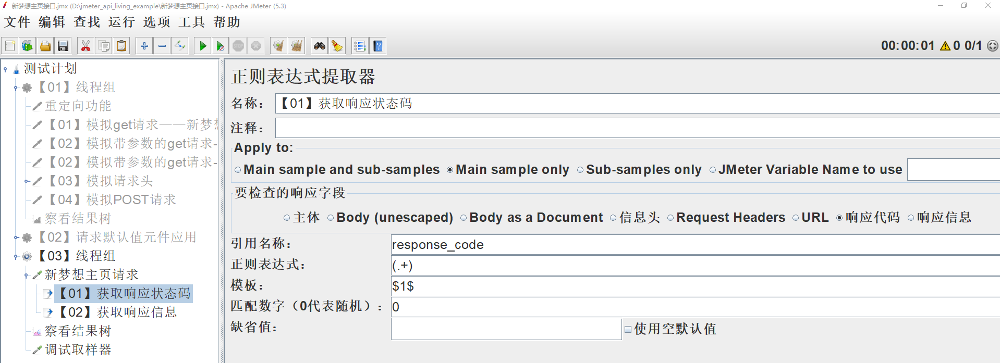 新梦想主页接口.jmx (D:\jmeter_api_living_example\新梦想主页接口.jmx) - Apache JMeter (5.3)
文件 编辑 查找 运行 选项 工具 帮助
STOP
00:00:01 0 0/1
测试计划
【01】线程组
重定向功能
【01】模拟get请求——新梦
【02】模拟带参数的get请求-
【02】模拟带参数的get请求-
【03】模拟请求头
【04】模拟POST请求
察看结果树
【02】请求默认值元件应用
【03】线程组
新梦想主页请求
【01】获取响应状态码
【02】获取响应信息
察看结果树
调试取样器
正则表达式提取器
名称： 【01】获取响应状态码
注释：
Apply to:
Main sample and sub-samples Main sample only Sub-samples only JMeter Variable Name to use
要检查的响应字段
主体 Body (unescaped) Body as a Document 信息头 Request Headers URL 响应代码 响应信息
引用名称： response_code
正则表达式： (.+)
模板： $1$
匹配数字（0代表随机）： 0
缺省值： 使用空默认值